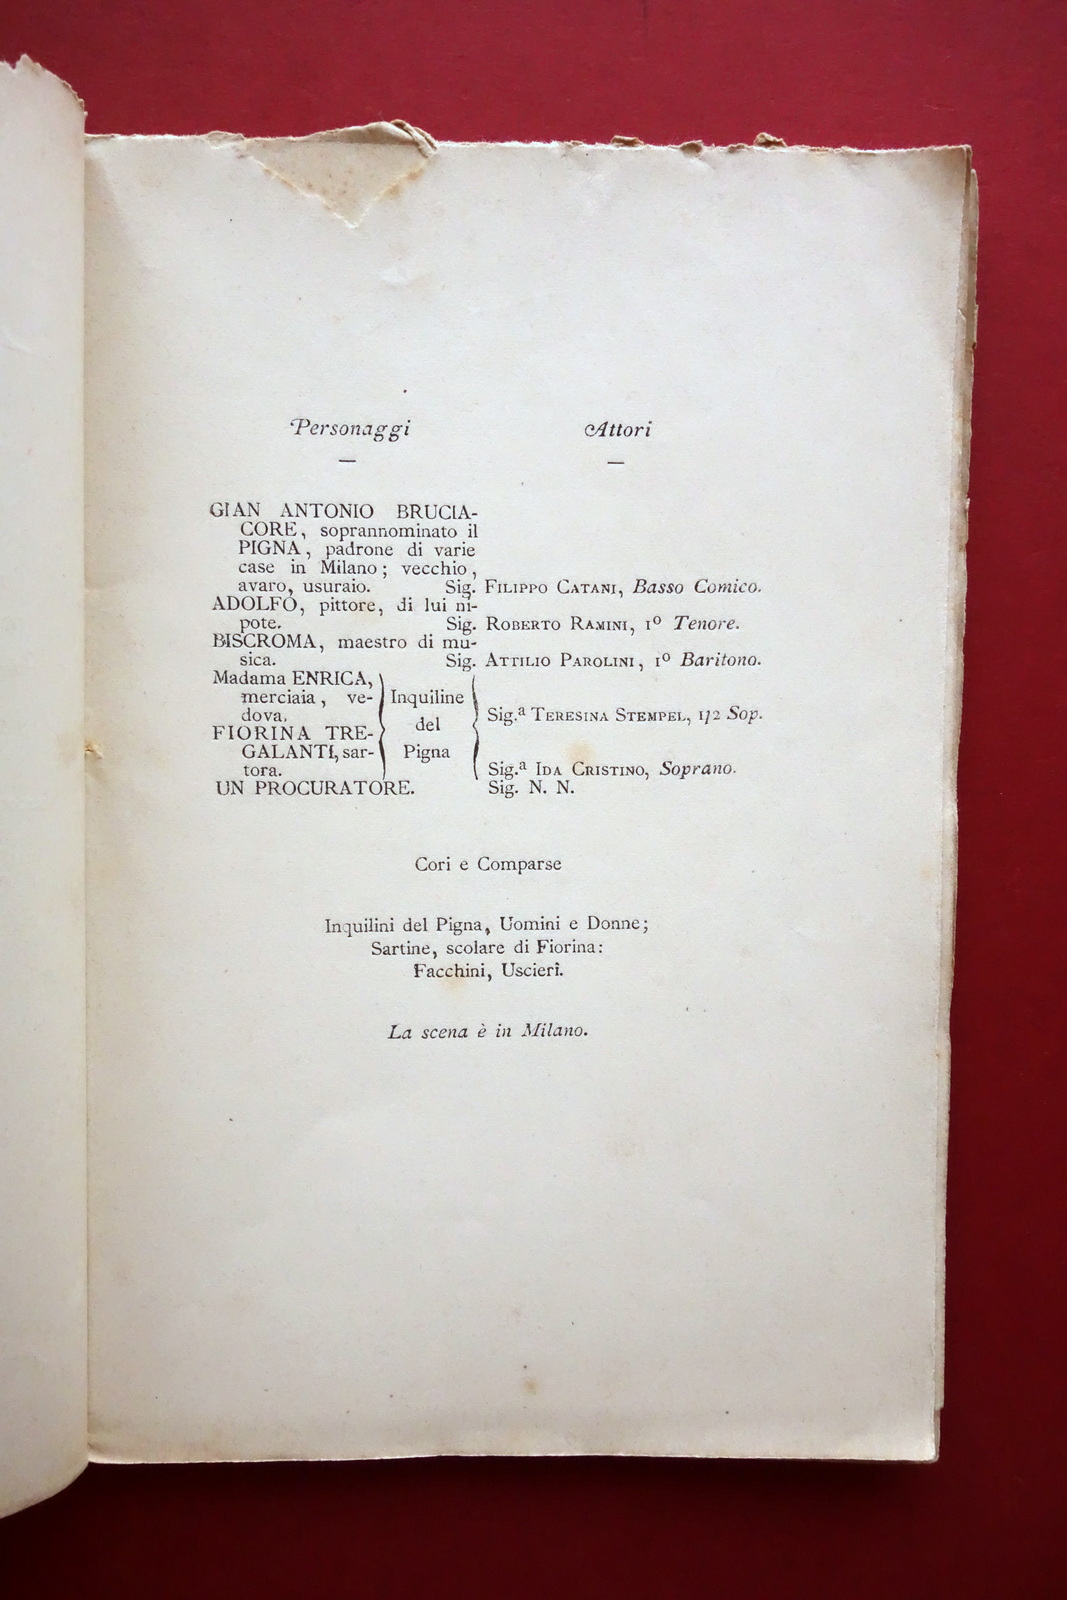 Personaggi Attori
GIAN ANTONIO BRUCIA-
CORE, soprannominato il
PIGNA, padrone di varie
case in Milano; vecchio,
avaro, usuraio. Sig. FILIPPO CATANI, Basso Comico.
ADOLFO, pittore, di lui ni-
pote. Sig. ROBERTO RAMINI, 1º Tenore.
BISCROMA, maestro di mu-
sica. Sig. ATTILIO PAROLINI, 1º Baritono.
Madama ENRICA,
merciaia, ve- Inquiline
dova. del Sig.ª TERESINA STEMPEL, 1/2 Sop.
FIORINA TRE-
GALANTI, sar- Pigna
tora. Sig.ª IDA CRISTINO, Soprano.
UN PROCURATORE. Sig. N. N.
Cori e Comparse
Inquilini del Pigna, Uomini e Donne;
Sartine, scolare di Fiorina:
Facchini, Uscieri.
La scena è in Milano.